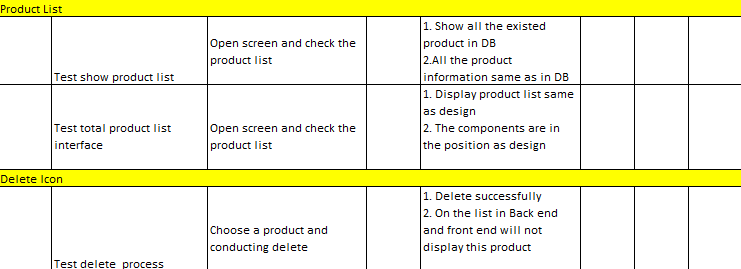 Product List
Test show product list
Open screen and check the
product list
1. Show all the existed
product in DB
2.All the product
information same as in DB
Test total product list
interface
Open screen and check the
product list
1. Display product list same
as design
2. The components are in
the position as design
Delete Icon
Test delete  process
Choose a product and
conducting delete
1. Delete successfully
2. On the list in Back end
and front end will not
display this product